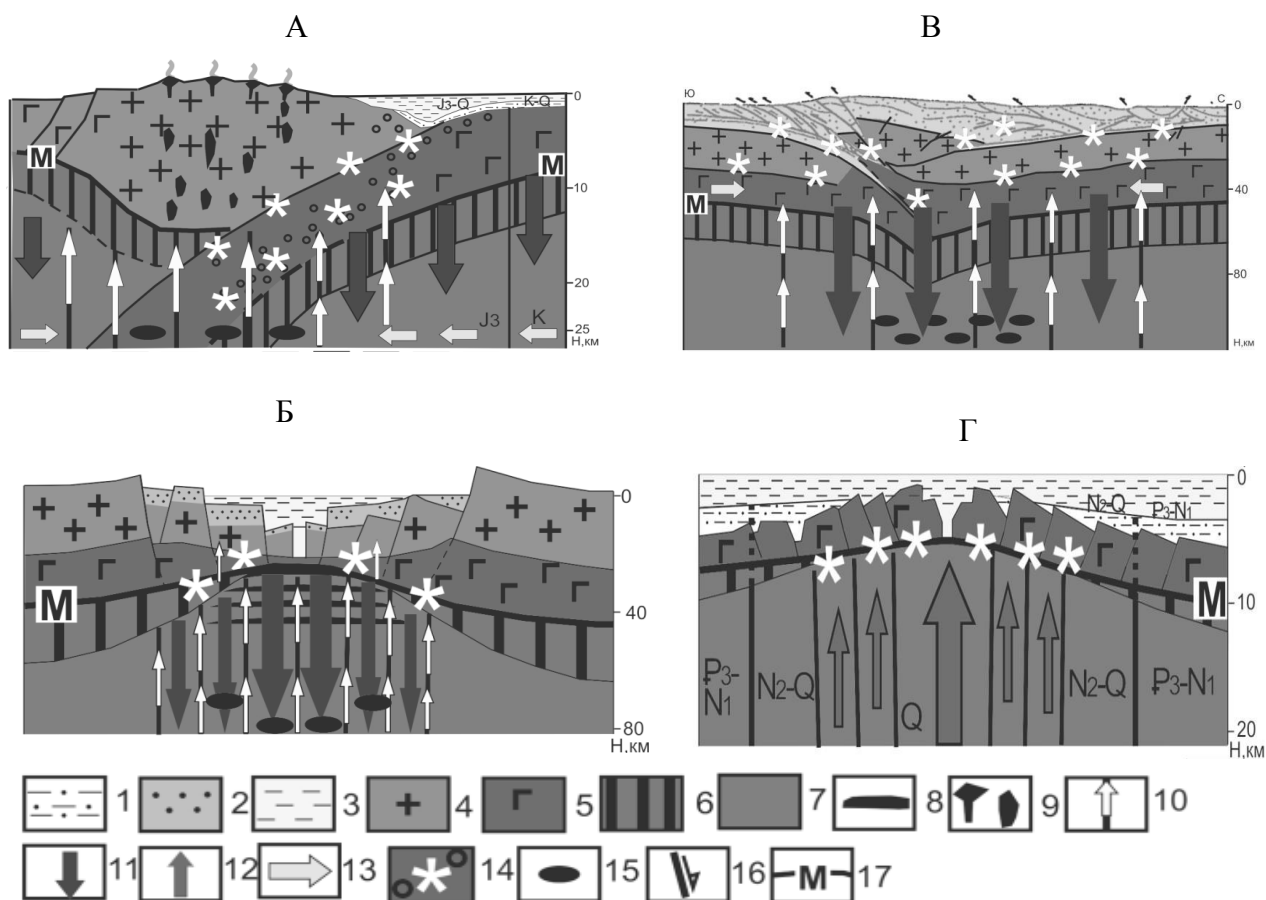 А
J3-Q
K-Q
0
М
М
10
20
J3
K
25
Н,км
В
Ю
С
0
40
М
80
Н,км
Б
0
М
40
80
Н.км
Г
0
N2-Q
P3-N1
М
10
P3-
N1
N2-Q
Q
N2-Q
P3-N1
20
Н,км
1 2 3 4 5 6 7 8 9 10
11 12 13 14 15 16 М 17